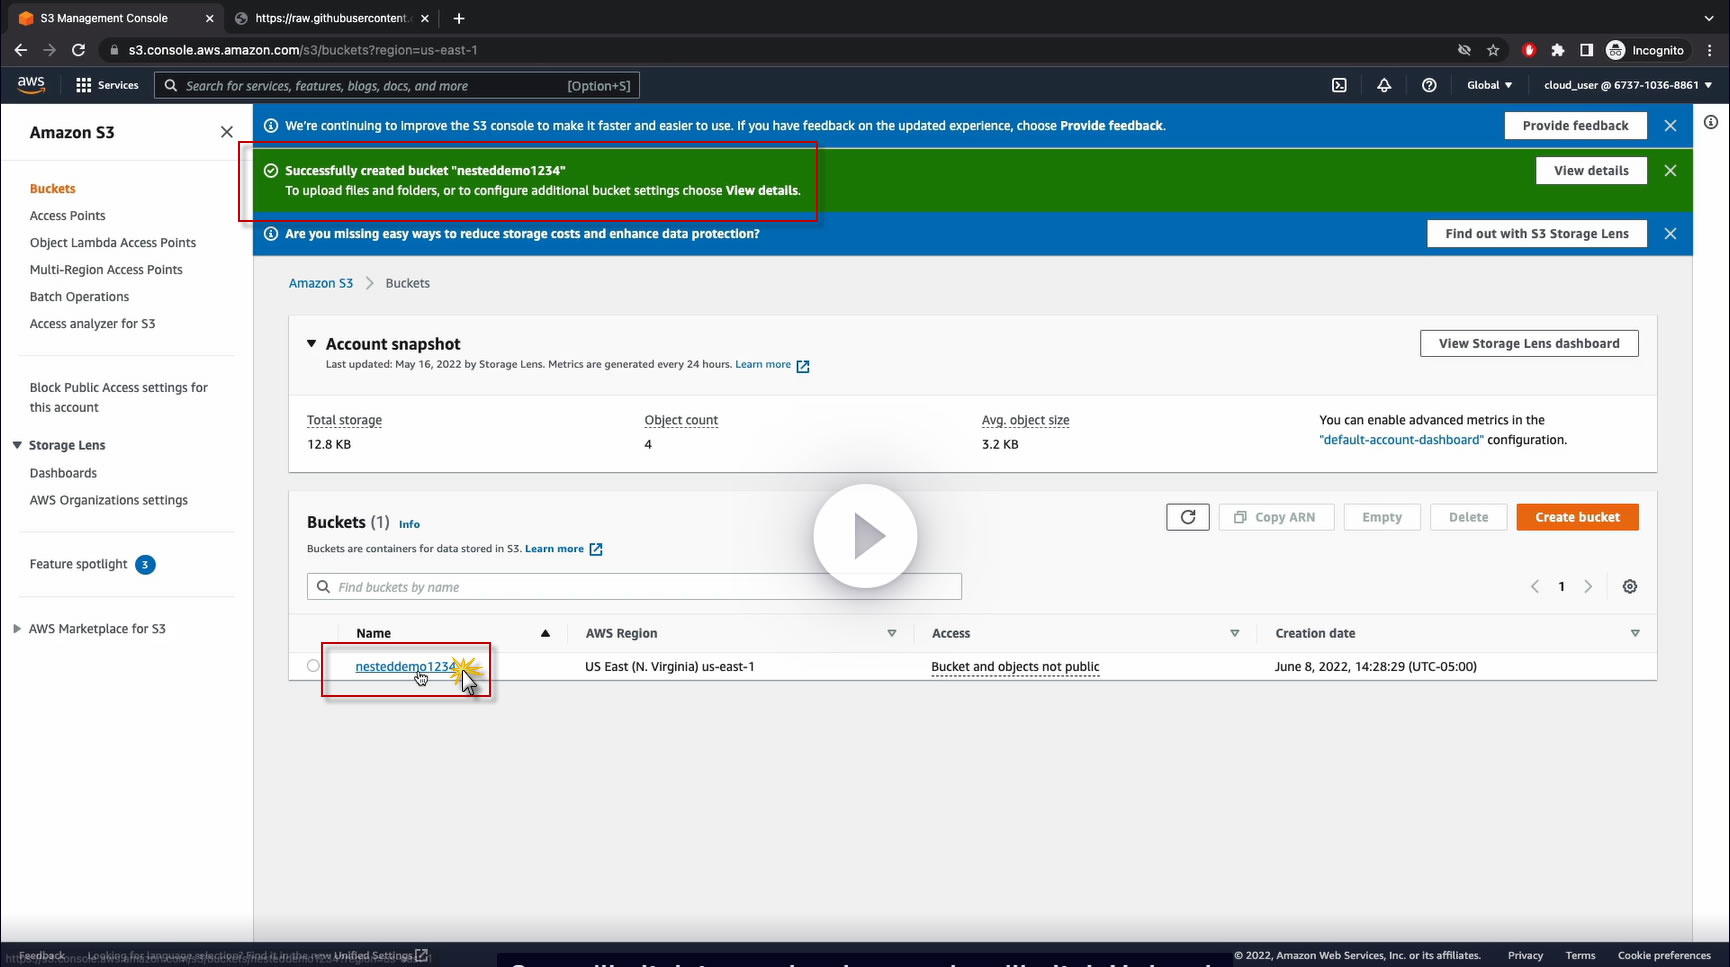 S3 Management Console
https://raw.githubusercontent.
s3.console.aws.amazon.com/s3/buckets?region=us-east-1
Incognito
aws
Services
Search for services, features, blogs, docs, and more
[Option+S]
Global
cloud_user @ 6737-1036-8861
Amazon S3
Buckets
Access Points
Object Lambda Access Points
Multi-Region Access Points
Batch Operations
Access analyzer for S3
Block Public Access settings for
this account
Storage Lens
Dashboards
AWS Organizations settings
Feature spotlight 3
AWS Marketplace for S3
We're continuing to improve the S3 console to make it faster and easier to use. If you have feedback on the updated experience, choose Provide feedback.
Provide feedback
Successfully created bucket "nesteddemo1234"
To upload files and folders, or to configure additional bucket settings choose View details.
View details
Are you missing easy ways to reduce storage costs and enhance data protection?
Find out with S3 Storage Lens
Amazon S3 > Buckets
Account snapshot
Last updated: May 16, 2022 by Storage Lens. Metrics are generated every 24 hours. Learn more
View Storage Lens dashboard
Total storage
12.8 KB
Object count
4
Avg. object size
3.2 KB
You can enable advanced metrics in the
"default-account-dashboard" configuration.
Buckets (1) Info
Buckets are containers for data stored in S3. Learn more
Copy ARN
Empty
Delete
Create bucket
Find buckets by name
1
Name
AWS Region
Access
Creation date
nesteddemo1234
US East (N. Virginia) us-east-1
Bucket and objects not public
June 8, 2022, 14:28:29 (UTC-05:00)
Feedback
Looking for language selection? Find it in the new Unified Settings
© 2022, Amazon Web Services, Inc. or its affiliates.
Privacy
Terms
Cookie preferences